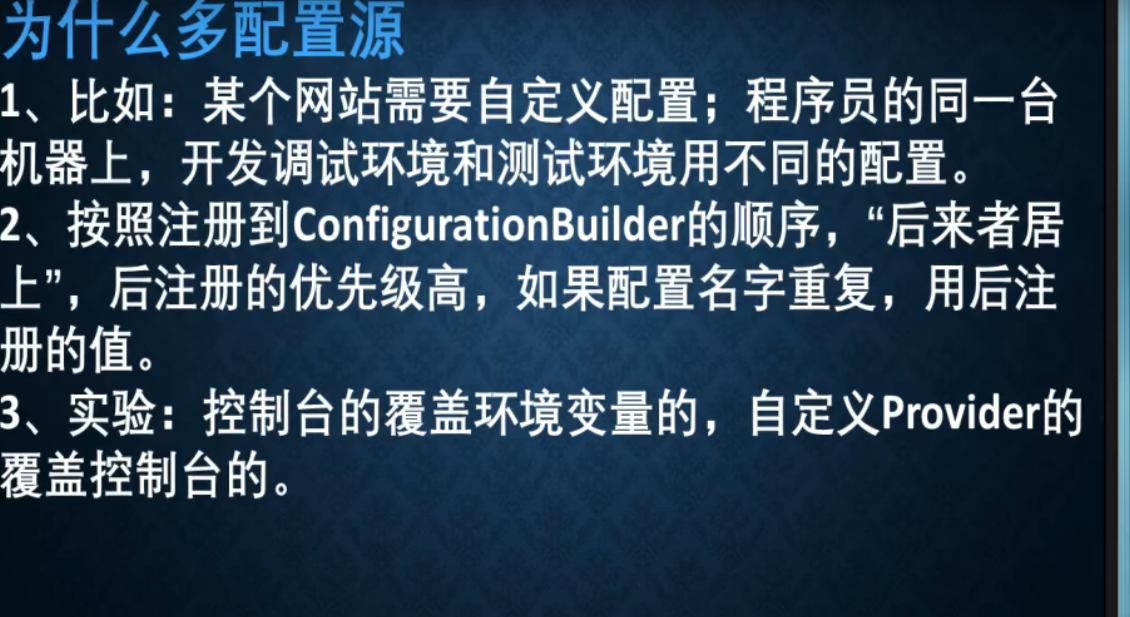 为什么多配置源
1、比如：某个网站需要自定义配置；程序员的同一台
机器上，开发调试环境和测试环境用不同的配置。
2、按照注册到ConfigurationBuilder的顺序，“后来者居
上”，后注册的优先级高，如果配置名字重复，用后注
册的值。
3、实验：控制台的覆盖环境变量的，自定义Provider的
覆盖控制台的。